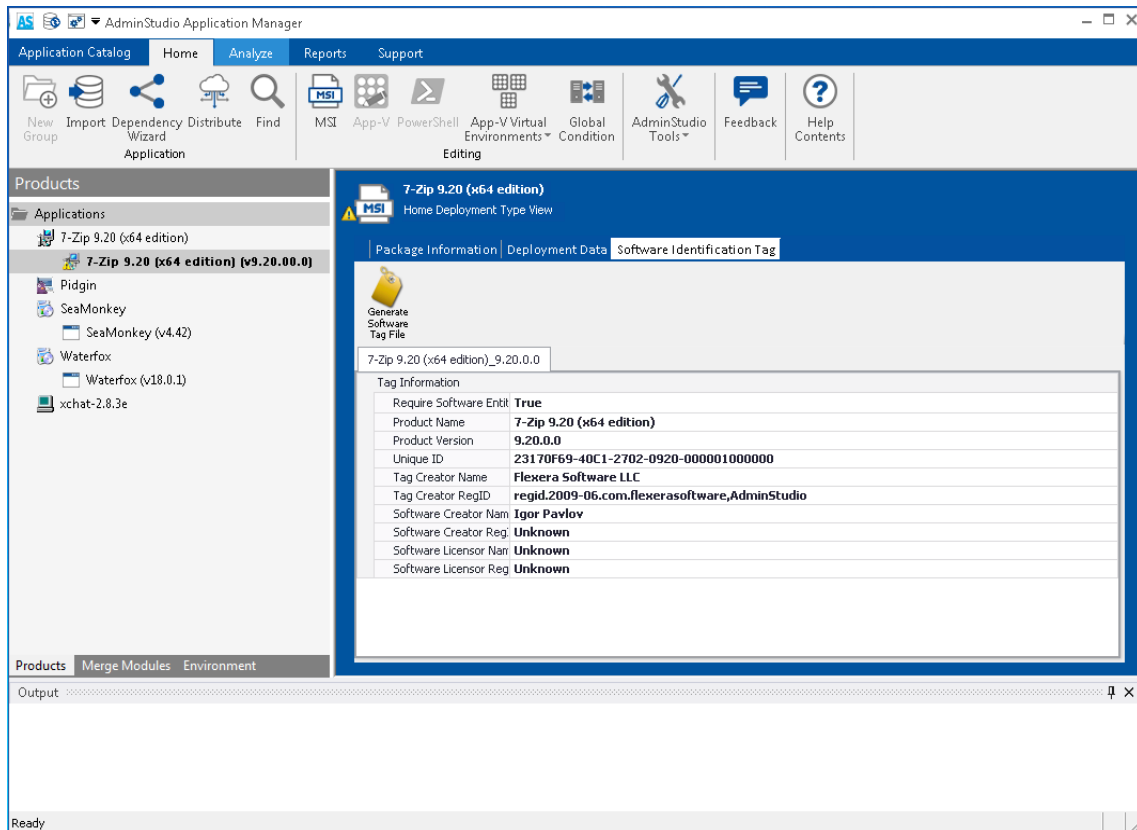 AS AdminStudio Application Manager
Application Catalog Home Analyze Reports Support
New Group
Import
Dependency Wizard
Distribute
Find
Application
MSI
MSI
App-V
PowerShell
App-V Virtual Environments
Global Condition
Editing
AdminStudio Tools
Feedback
Help Contents
Products
Applications
7-Zip 9.20 (x64 edition)
7-Zip 9.20 (x64 edition) (v9.20.00.0)
Pidgin
SeaMonkey
SeaMonkey (v4.42)
Waterfox
Waterfox (v18.0.1)
xchat-2.8.3e
Products Merge Modules Environment
MSI
7-Zip 9.20 (x64 edition)
Home Deployment Type View
Package Information Deployment Data Software Identification Tag
Generate
Software
Tag File
7-Zip 9.20 (x64 edition)_9.20.0.0
Tag Information
Require Software Entit True
Product Name 7-Zip 9.20 (x64 edition)
Product Version 9.20.0.0
Unique ID 23170F69-40C1-2702-0920-000001000000
Tag Creator Name Flexera Software LLC
Tag Creator RegID regid.2009-06.com.flexerasoftware,AdminStudio
Software Creator Nam Igor Pavlov
Software Creator Reg Unknown
Software Licensor Nam Unknown
Software Licensor Reg Unknown
Output
Ready